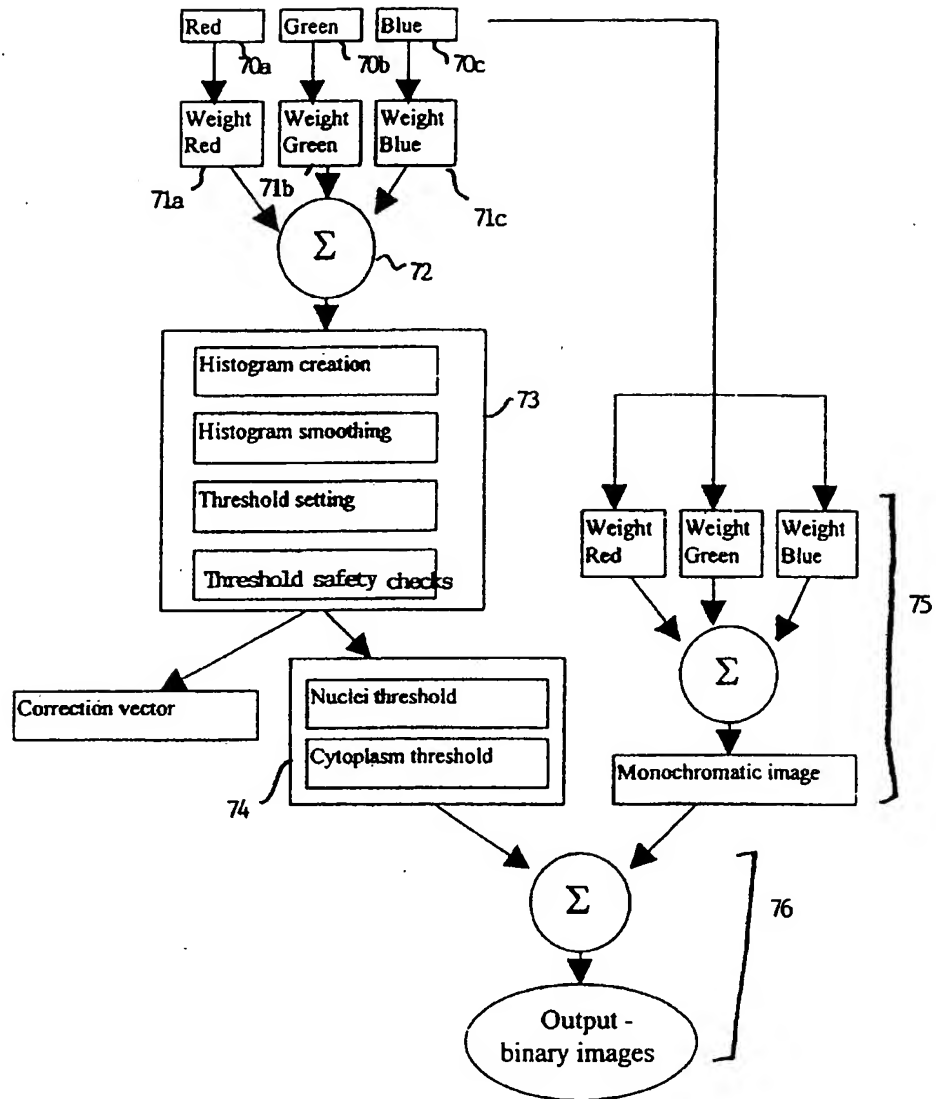 Red
Green
Blue
70a
70b
70c
Weight
Red
Weight
Green
Weight
Blue
71a
71b
71c
Σ
72
73
Histogram creation
Histogram smoothing
Threshold setting
Threshold safety checks
Weight
Red
Weight
Green
Weight
Blue
75
Σ
Correction vector
Nuclei threshold
Cytoplasm threshold
74
Monochromatic image
Σ
76
Output -
binary images